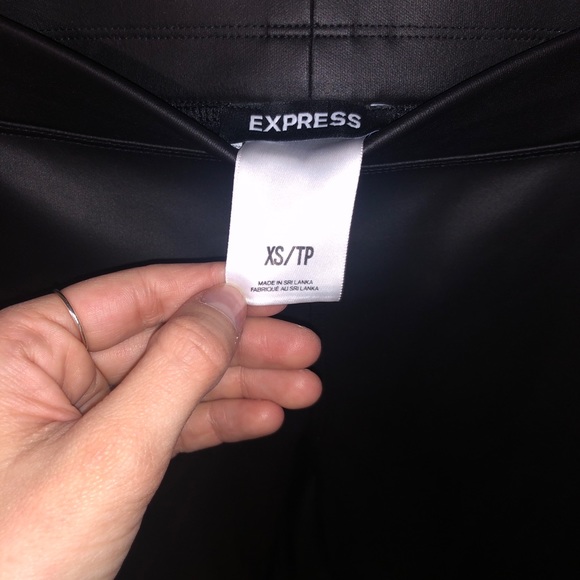 EXPRESS
XS/TP
MADE IN SRI LANKA
FABRIQUÉ AU SRI LANKA